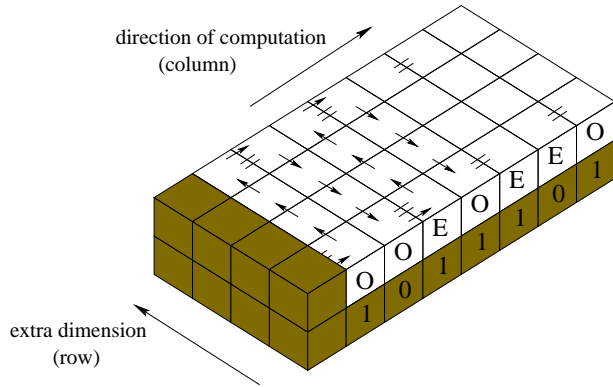 direction of computation
(column)
O O E O E E O
1 0 1 1 1 0 1
extra dimension
(row)